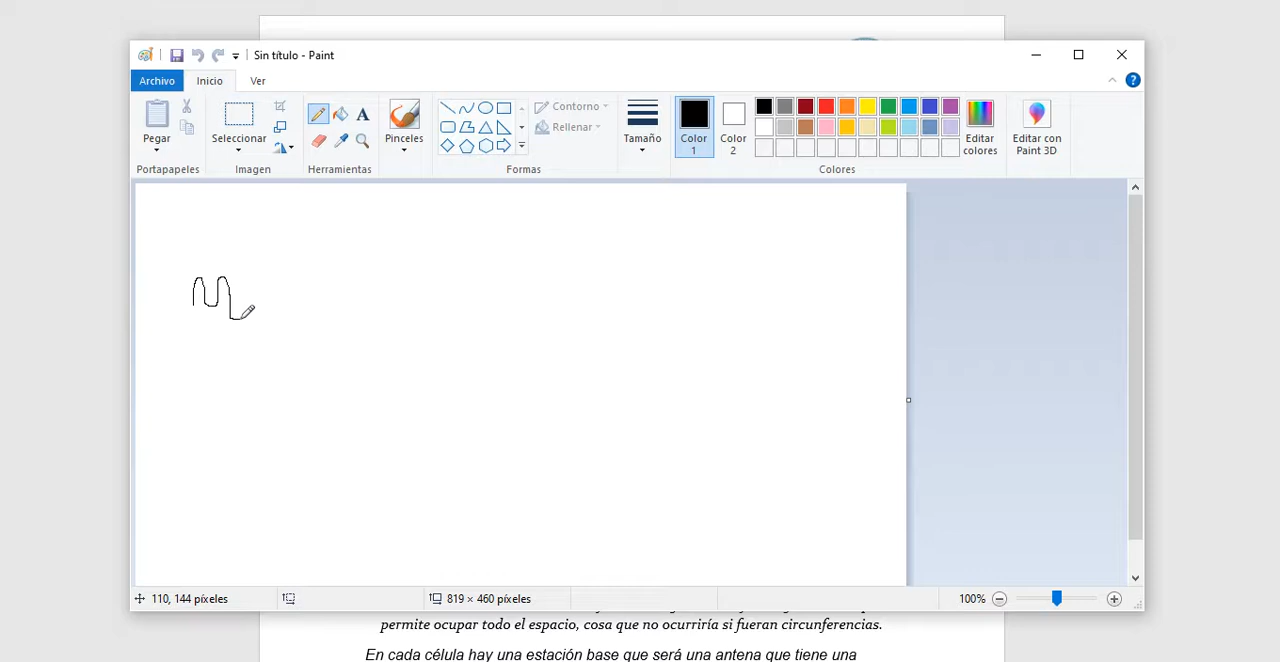 Sin título - Paint
Archivo Inicio Ver
Pegar Seleccionar Pinceles Contorno Rellenar Tamaño Color 1 Color 2 Editar colores Editar con Paint 3D
Portapapeles Imagen Herramientas Formas Colores
110, 144 píxeles 819 × 460 píxeles 100%
permite ocupar todo el espacio, cosa que no ocurriría si fueran circunferencias.
En cada célula hay una estación base que será una antena que tiene una